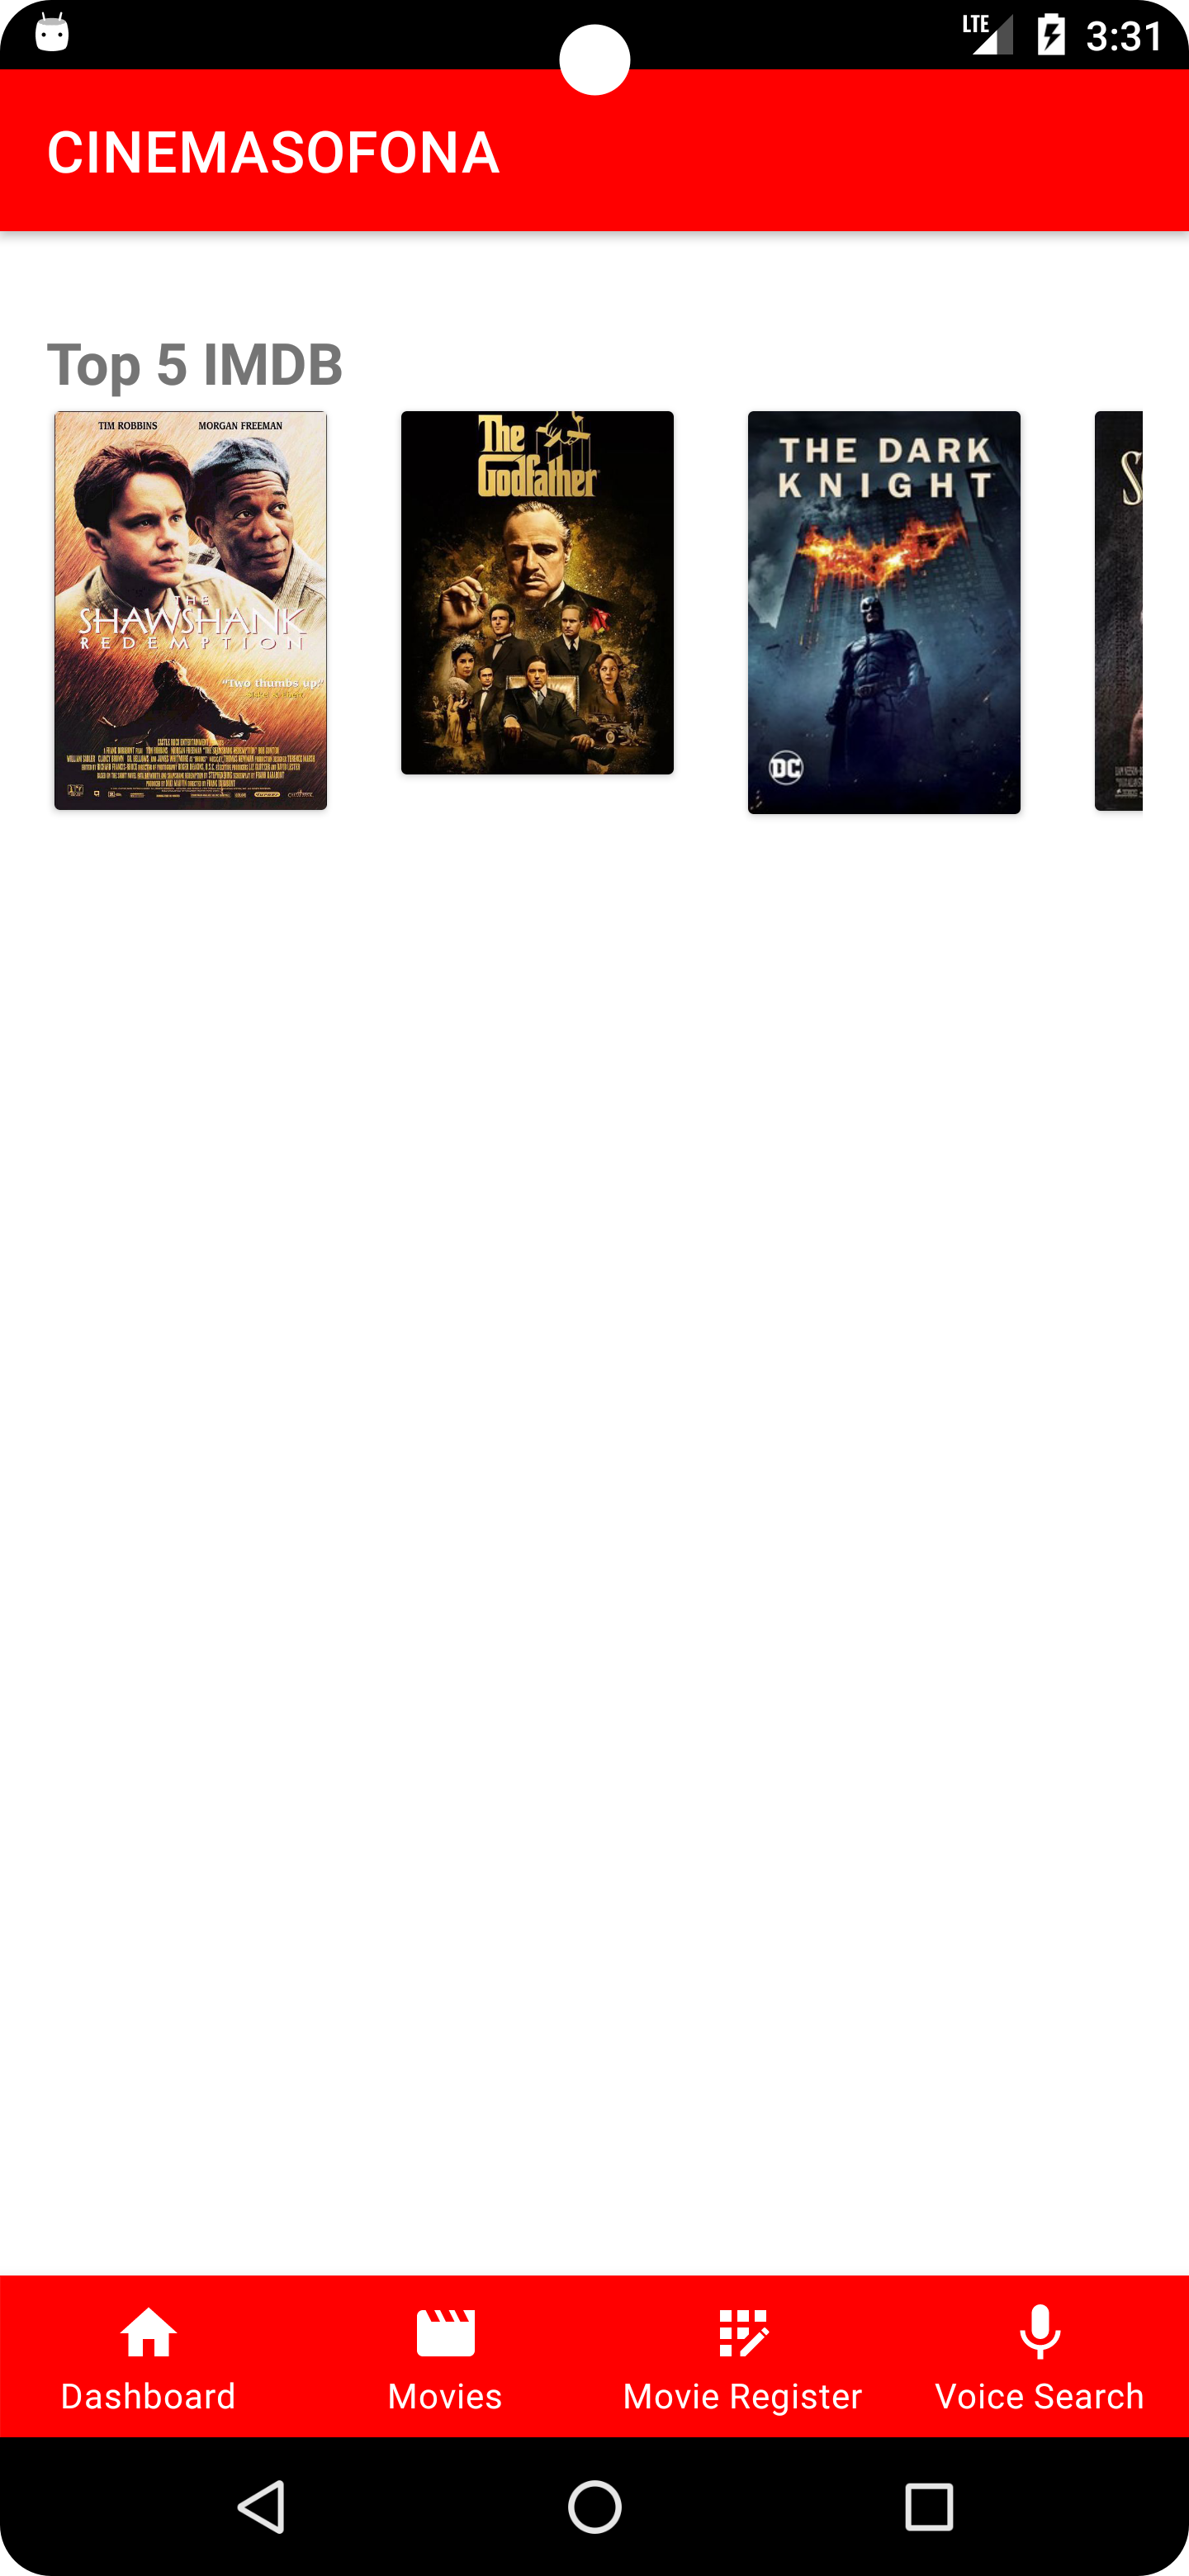 LTE 3:31
CINEMASOFONA
Top 5 IMDB
TIM ROBBINS MORGAN FREEMAN
THE
SHAWSHANK
REDEMPTION
"Two thumbs up!"
The
Godfather
THE DARK
KNIGHT
DC
S
Dashboard
Movies
Movie Register
Voice Search